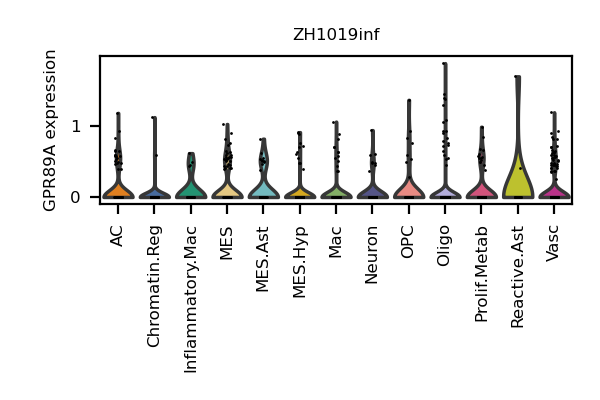 ZH1019inf
GPR89A expression
1
0
AC
Chromatin.Reg
Inflammatory.Mac
MES
MES.Ast
MES.Hyp
Mac
Neuron
OPC
Oligo
Prolif.Metab
Reactive.Ast
Vasc